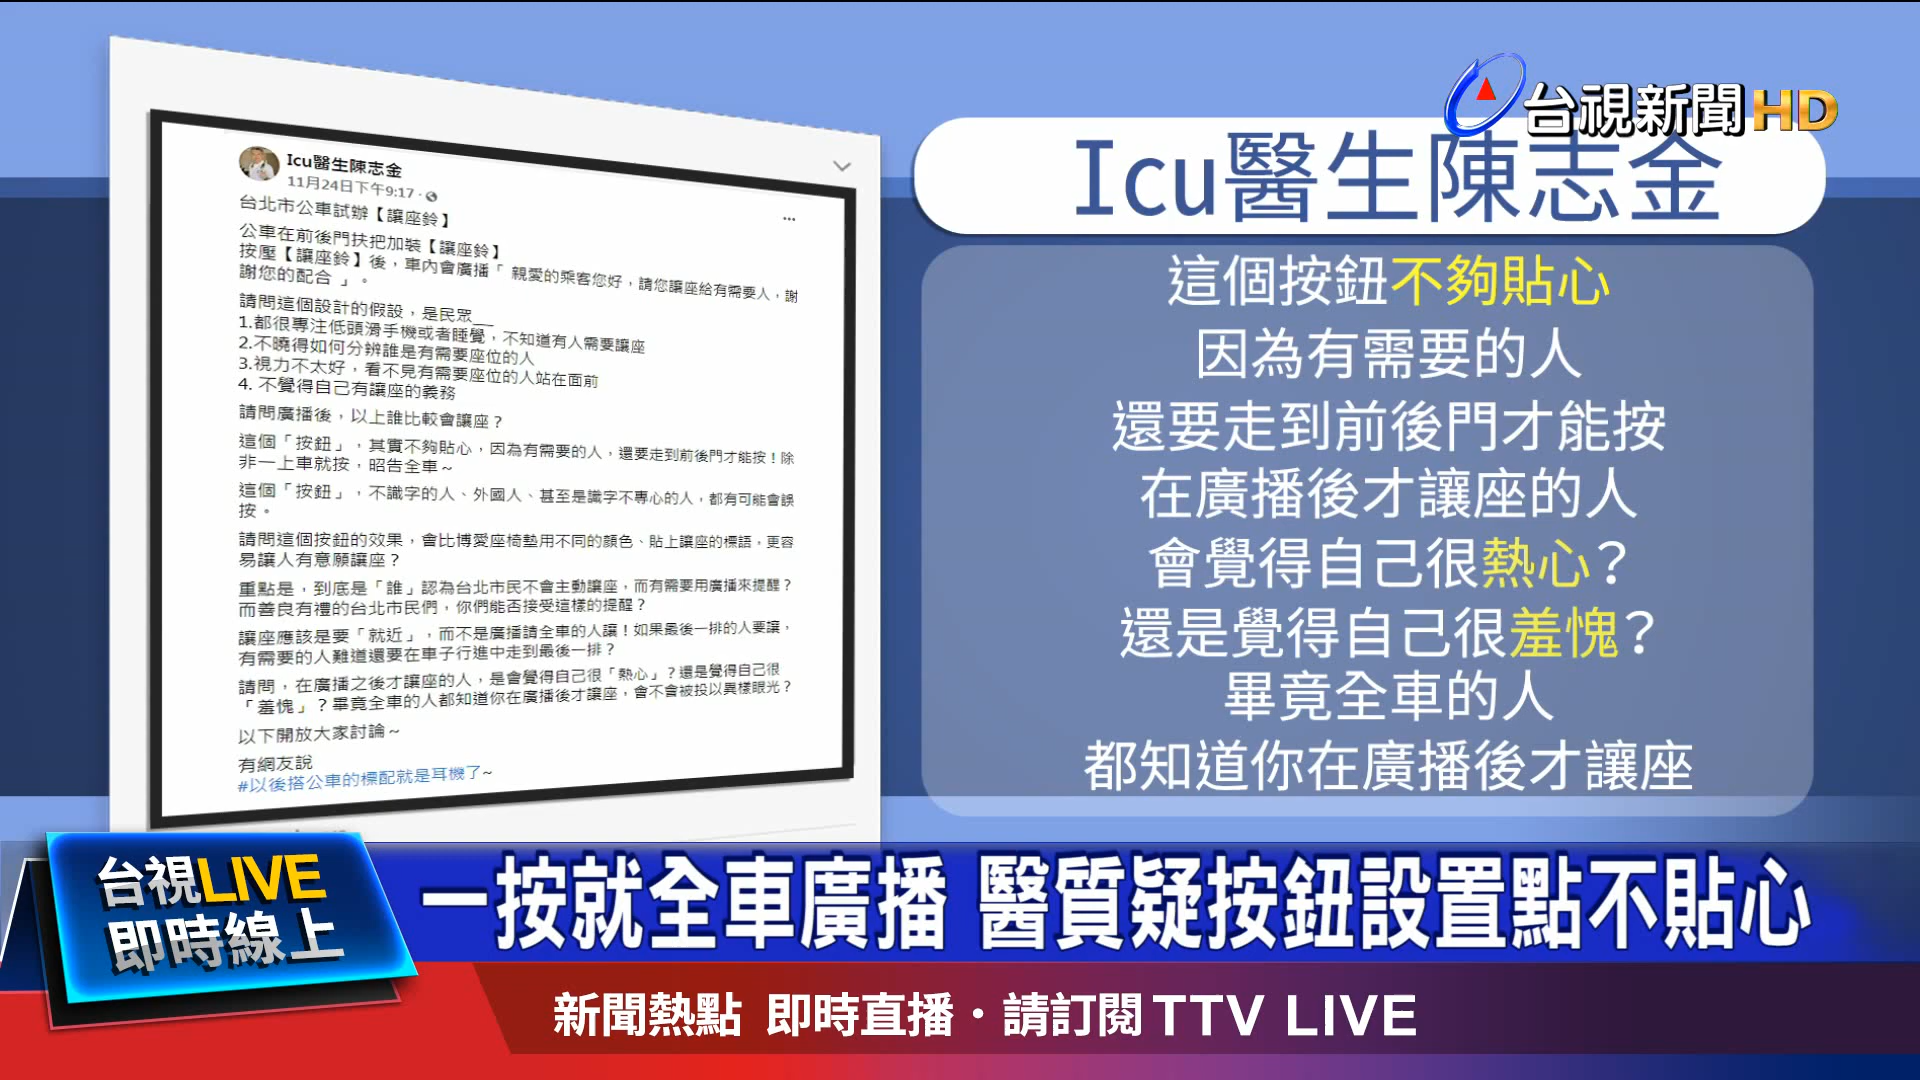 台視新聞HD
Icu醫生陳志金
11月24日下午9:17
台北市公車試辦【讓座鈴】
公車在前後門扶把加裝【讓座鈴】
按壓【讓座鈴】後，車內會廣播「 親愛的乘客您好，請您讓座給有需要人，謝
謝您的配合 」。
請問這個設計的假設，是民眾__
1.都很專注低頭滑手機或者睡覺，不知道有人需要讓座
2.不曉得如何分辨誰是有需要座位的人
3.視力不太好，看不見有需要座位的人站在面前
4. 不覺得自己有讓座的義務
請問廣播後，以上誰比較會讓座？
這個「按鈕」，其實不夠貼心，因為有需要的人，還要走到前後門才能按！除
非一上車就按，昭告全車~
這個「按鈕」，不識字的人、外國人、甚至是識字不專心的人，都有可能會誤
按。
請問這個按鈕的效果，會比博愛座椅墊用不同的顏色、貼上讓座的標語，更容
易讓人有意願讓座？
重點是，到底是「誰」認為台北市民不會主動讓座，而有需要用廣播來提醒？
而善良有禮的台北市民們，你們能否接受這樣的提醒？
讓座應該是要「就近」，而不是廣播請全車的人讓！如果最後一排的人要讓，
有需要的人難道還要在車子行進中走到最後一排？
請問，在廣播之後才讓座的人，是會覺得自己很「熱心」？還是覺得自己很
「羞愧」？畢竟全車的人都知道你在廣播後才讓座，會不會被投以異樣眼光？
以下開放大家討論~
有網友說
#以後搭公車的標配就是耳機了~
Icu醫生陳志金
這個按鈕不夠貼心
因為有需要的人
還要走到前後門才能按
在廣播後才讓座的人
會覺得自己很熱心？
還是覺得自己很羞愧？
畢竟全車的人
都知道你在廣播後才讓座
台視LIVE
即時線上
一按就全車廣播 醫質疑按鈕設置點不貼心
新聞熱點 即時直播・請訂閱TTV LIVE